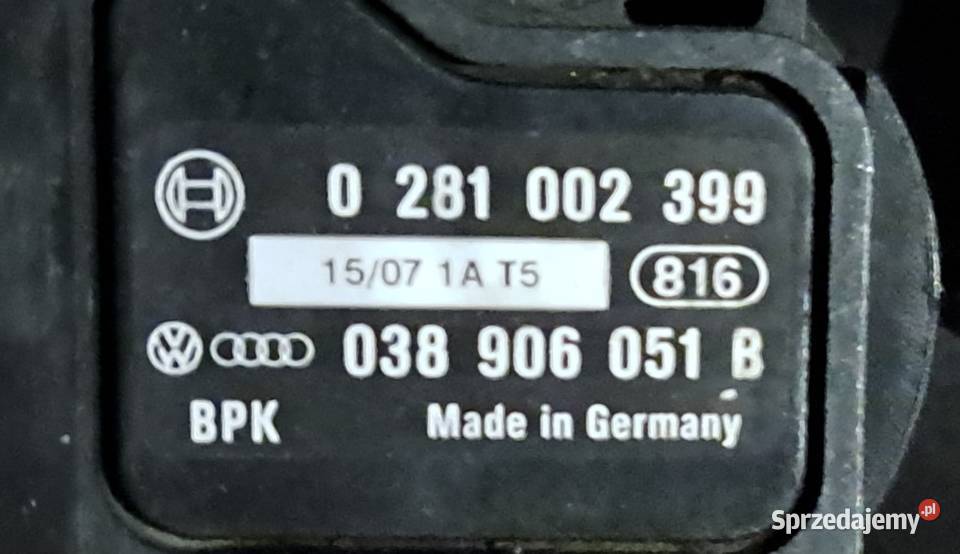 0 281 002 399
15/07 1A T5
816
038 906 051 B
BPK
Made in Germany
Sprzedajemy.pl